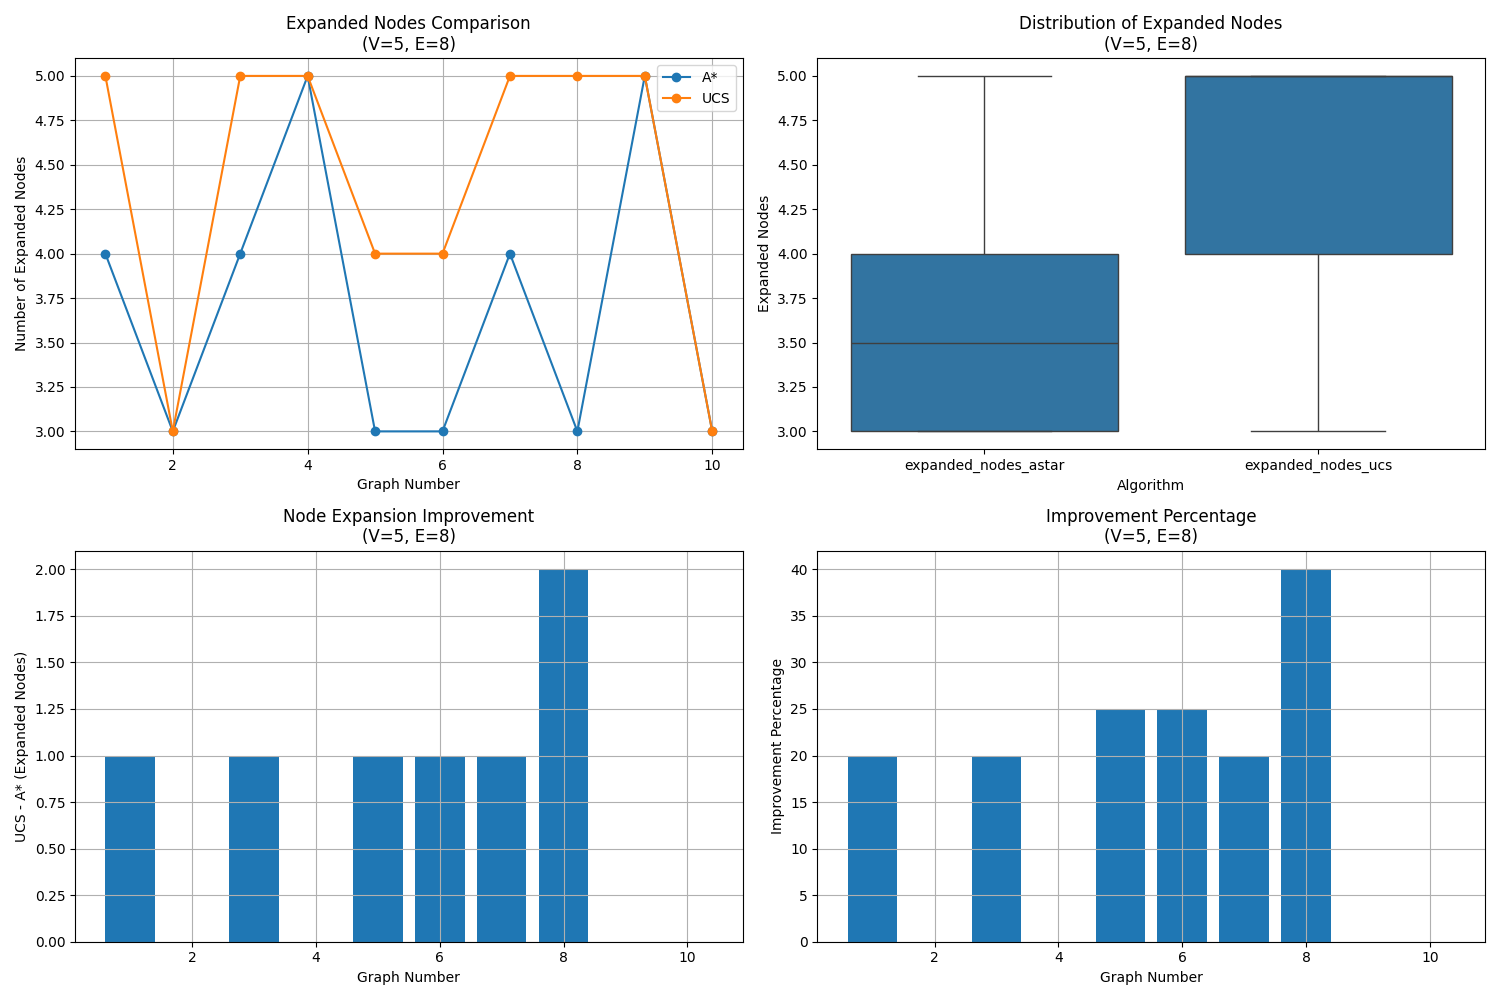 Expanded Nodes Comparison
(V=5, E=8)
Number of Expanded Nodes
5.00
4.75
4.50
4.25
4.00
3.75
3.50
3.25
3.00
A*
UCS
2 4 6 8 10
Graph Number
Distribution of Expanded Nodes
(V=5, E=8)
Expanded Nodes
5.00
4.75
4.50
4.25
4.00
3.75
3.50
3.25
3.00
expanded_nodes_astar expanded_nodes_ucs
Algorithm
Node Expansion Improvement
(V=5, E=8)
UCS - A* (Expanded Nodes)
2.00
1.75
1.50
1.25
1.00
0.75
0.50
0.25
0.00
2 4 6 8 10
Graph Number
Improvement Percentage
(V=5, E=8)
Improvement Percentage
40
35
30
25
20
15
10
5
0
2 4 6 8 10
Graph Number